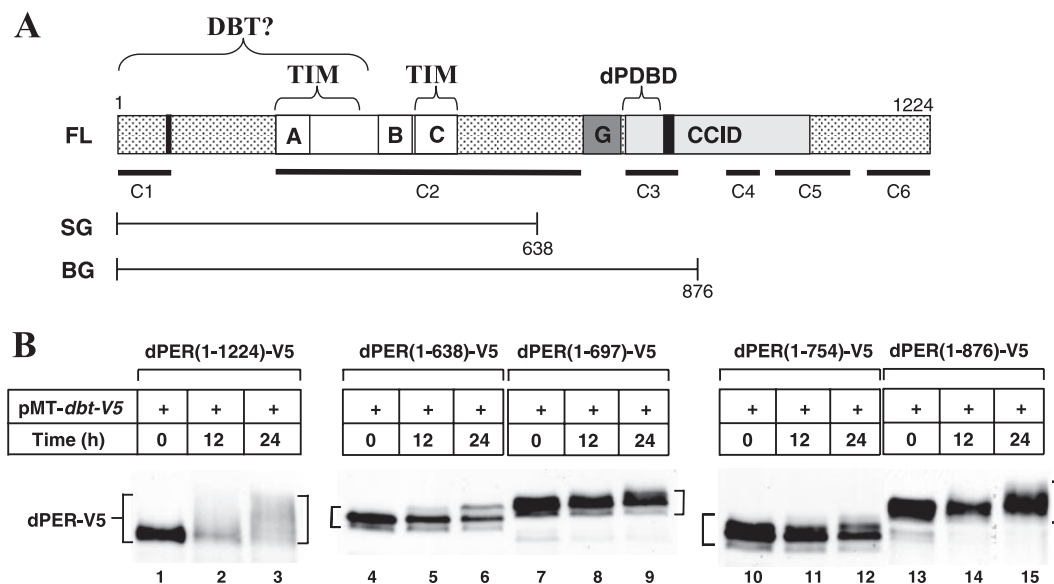 A
DBT?
TIM TIM dPDBD
1 1224
FL A B C G CCID
C1 C2 C3 C4 C5 C6
SG
638
BG
876
B
dPER(1-1224)-V5 dPER(1-638)-V5 dPER(1-697)-V5 dPER(1-754)-V5 dPER(1-876)-V5
pMT-dbt-V5 + + + + + + + + + + + + + + +
Time (h) 0 12 24 0 12 24 0 12 24 0 12 24 0 12 24
dPER-V5
1 2 3 4 5 6 7 8 9 10 11 12 13 14 15